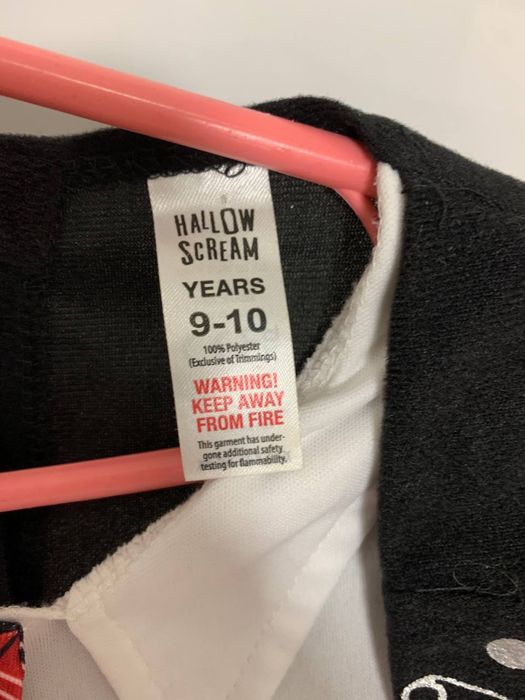 HALLOW
SCREAM
YEARS
9-10
100% Polyester
(Exclusive of Trimmings)
WARNING!
KEEP AWAY
FROM FIRE
This garment has under-
gone additional safety
testing for flammability.